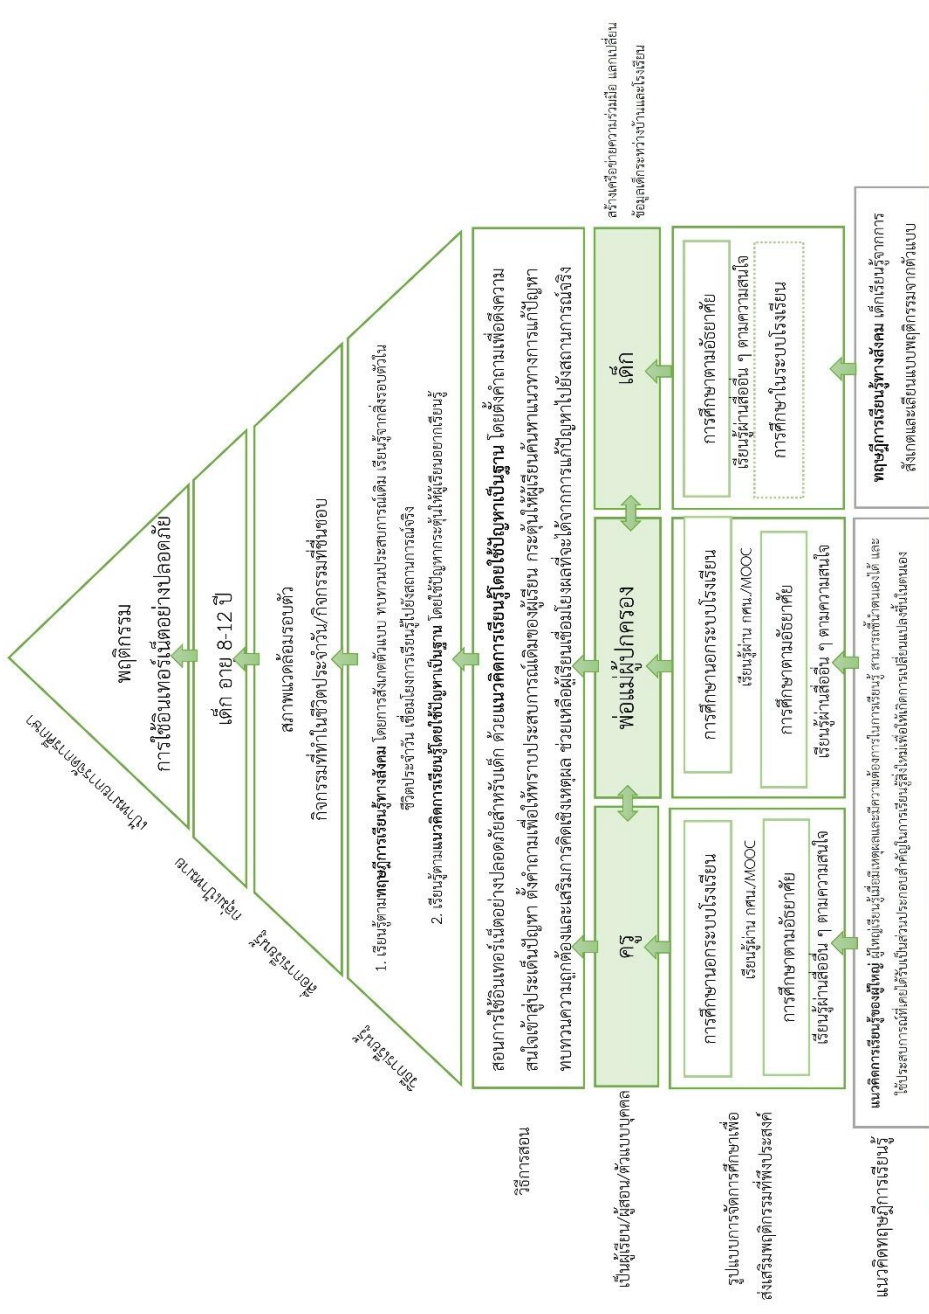 พฤติกรรม
การใช้อินเทอร์เน็ตอย่างปลอดภัย
เป้าหมายการจัดการศึกษา
เด็ก อายุ 8-12 ปี
กลุ่มเป้าหมาย
สภาพแวดล้อมรอบตัว
กิจกรรมที่ทำในชีวิตประจำวัน/กิจกรรมที่ชื่นชอบ
สื่อการเรียนรู้
1. เรียนรู้ตามทฤษฎีการเรียนรู้ทางสังคม โดยการสังเกตตัวแบบ ทบทวนประสบการณ์เดิม เรียนรู้จากสิ่งรอบตัวใน
ชีวิตประจำวัน เชื่อมโยงการเรียนรู้ไปยังสถานการณ์จริง
2. เรียนรู้ตามแนวคิดการเรียนรู้โดยใช้ปัญหาเป็นฐาน โดยใช้ปัญหากระตุ้นให้ผู้เรียนอยากเรียนรู้
วิธีการเรียนรู้
วิธีการสอน
สอนการใช้อินเทอร์เน็ตอย่างปลอดภัยสำหรับเด็ก ด้วยแนวคิดการเรียนรู้โดยใช้ปัญหาเป็นฐาน โดยตั้งคำถามเพื่อดึงความ
สนใจเข้าสู่ประเด็นปัญหา ตั้งคำถามเพื่อให้ทราบประสบการณ์เดิมของผู้เรียน กระตุ้นให้ผู้เรียนค้นหาแนวทางการแก้ปัญหา
ทบทวนความถูกต้องและเสริมการคิดเชิงเหตุผล ช่วยเหลือผู้เรียนเชื่อมโยงผลที่จะได้จากการแก้ปัญหาไปยังสถานการณ์จริง
เป็นผู้เรียน/ผู้สอน/ตัวแบบบุคคล
ครู
พ่อแม่ผู้ปกครอง
เด็ก
สร้างเครือข่ายความร่วมมือ แลกเปลี่ยน
ข้อมูลเด็กระหว่างบ้านและโรงเรียน
รูปแบบการจัดการศึกษาเพื่อ
ส่งเสริมพฤติกรรมที่พึงประสงค์
การศึกษานอกระบบโรงเรียน
เรียนรู้ผ่าน กศน./MOOC
การศึกษาตามอัธยาศัย
เรียนรู้ผ่านสื่ออื่น ๆ ตามความสนใจ
การศึกษานอกระบบโรงเรียน
เรียนรู้ผ่าน กศน./MOOC
การศึกษาตามอัธยาศัย
เรียนรู้ผ่านสื่ออื่น ๆ ตามความสนใจ
การศึกษาตามอัธยาศัย
เรียนรู้ผ่านสื่ออื่น ๆ ตามความสนใจ
การศึกษาในระบบโรงเรียน
แนวคิดทฤษฎีการเรียนรู้
แนวคิดการเรียนรู้ของผู้ใหญ่ ผู้ใหญ่เรียนรู้เมื่อมีเหตุผลและมีความต้องการในการเรียนรู้ สามารถชี้นำตนเองได้ และ
ใช้ประสบการณ์ที่เคยได้รับเป็นส่วนประกอบสำคัญในการเรียนรู้สิ่งใหม่เพื่อให้เกิดการเปลี่ยนแปลงขึ้นในตนเอง
ทฤษฎีการเรียนรู้ทางสังคม เด็กเรียนรู้จากการ
สังเกตและเลียนแบบพฤติกรรมจากตัวแบบ